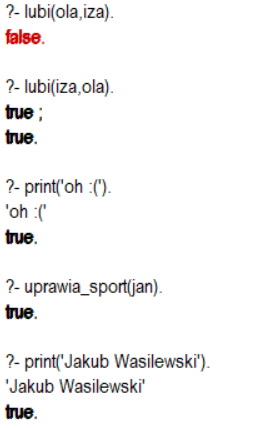 ?- lubi(ola,iza).
false.
?- lubi(iza,ola).
true ;
true.
?- print('oh :(').
'oh :('
true.
?- uprawia_sport(jan).
true.
?- print('Jakub Wasilewski').
'Jakub Wasilewski'
true.